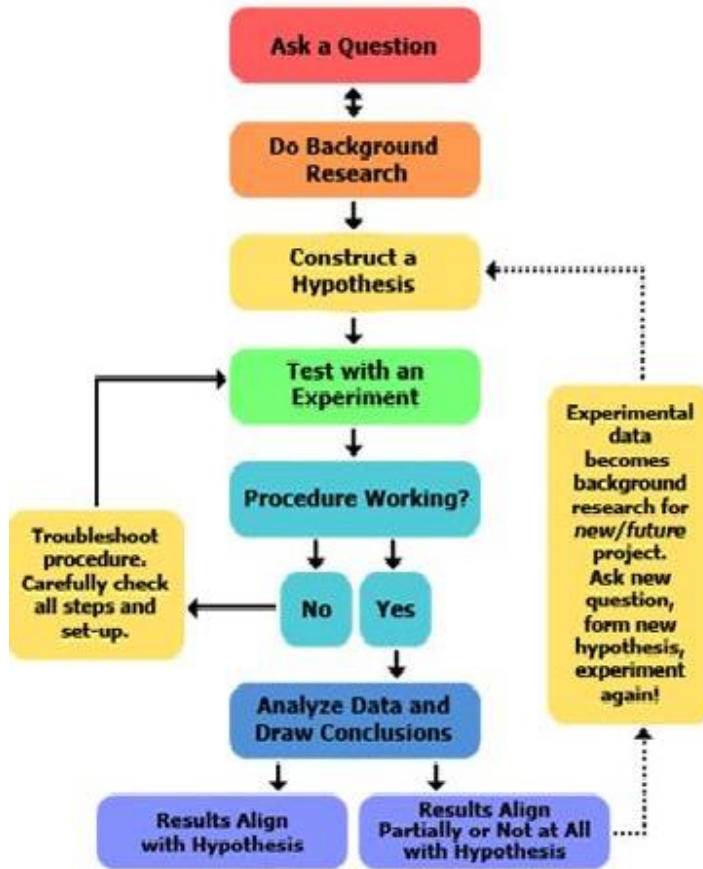 Ask a Question
Do Background
Research
Construct a
Hypothesis
Test with an
Experiment
Procedure Working?
Troubleshoot
procedure.
Carefully check
all steps and
set-up.
No
Yes
Experimental
data
becomes
background
research for
new/future
project.
Ask new
question,
form new
hypothesis,
experiment
again!
Analyze Data and
Draw Conclusions
Results Align
with Hypothesis
Results Align
Partially or Not at All
with Hypothesis